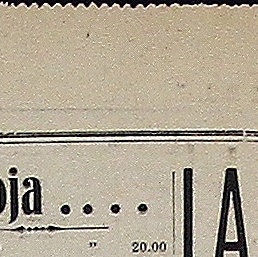 oja ....
" 20.00
IA